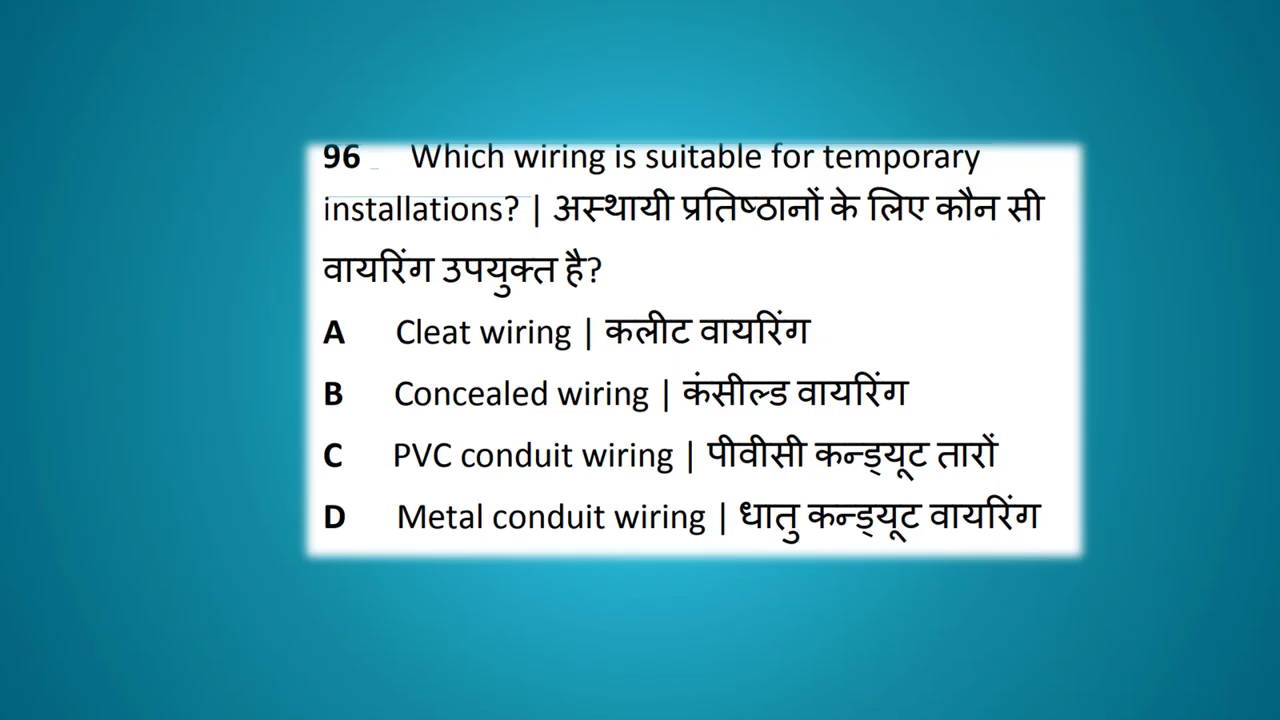 96 Which wiring is suitable for temporary
installations? | अस्थायी प्रतिष्ठानों के लिए कौन सी
वायरिंग उपयुक्त है?
A Cleat wiring | कलीट वायरिंग
B Concealed wiring | कंसील्ड वायरिंग
C PVC conduit wiring | पीवीसी कन्ड्यूट तारों
D Metal conduit wiring | धातु कन्ड्यूट वायरिंग